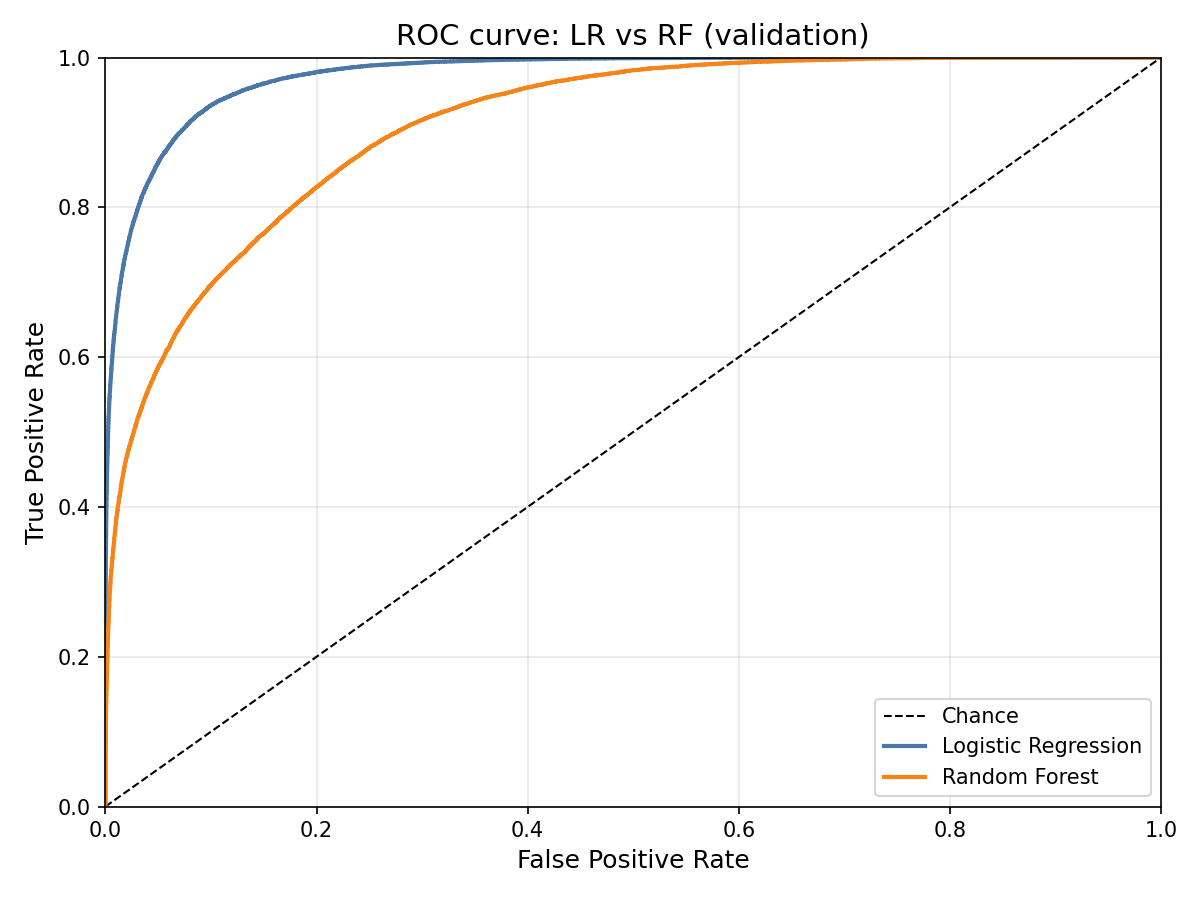 ROC curve: LR vs RF (validation)
True Positive Rate
1.0
0.8
0.6
0.4
0.2
0.0
0.0 0.2 0.4 0.6 0.8 1.0
False Positive Rate
Chance
Logistic Regression
Random Forest